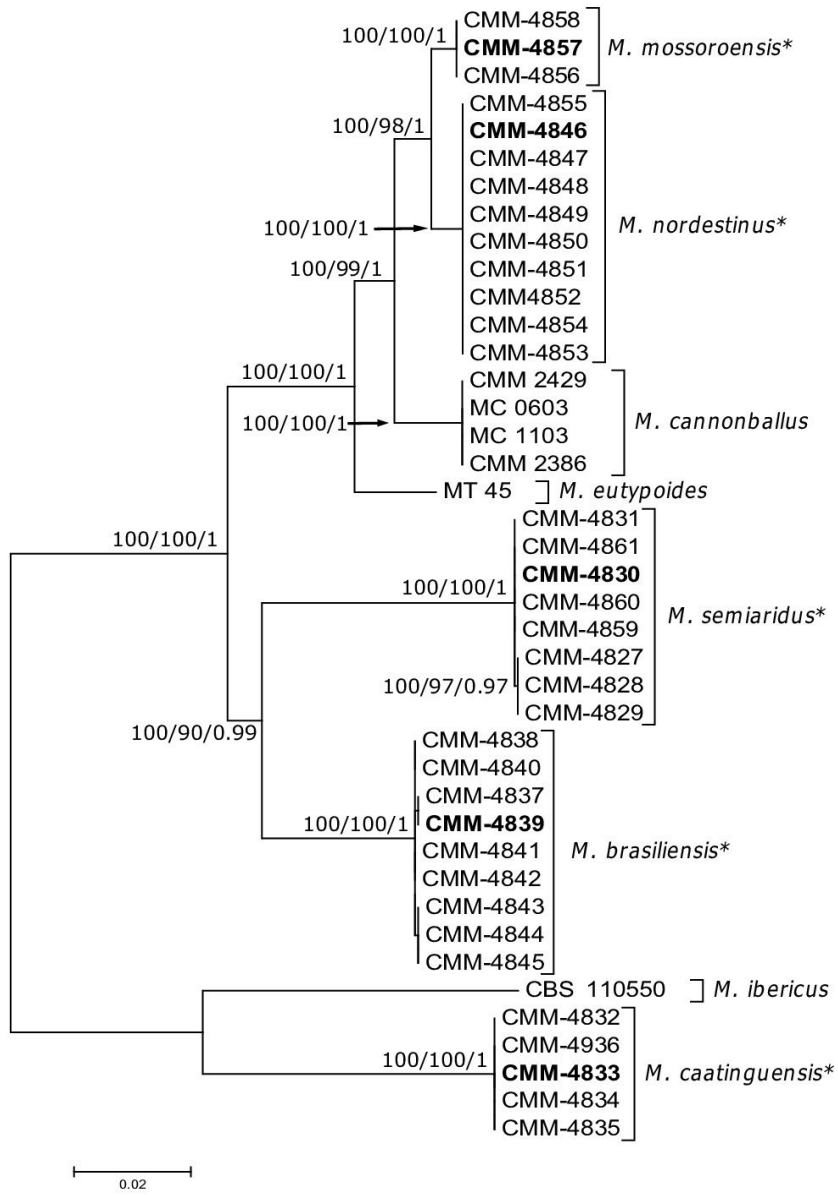 CMM-4858
100/100/1
CMM-4857
M. mossoroensis*
CMM-4856
CMM-4855
100/98/1
CMM-4846
CMM-4847
CMM-4848
CMM-4849
100/100/1
M. nordestinus*
CMM-4850
100/99/1
CMM-4851
CMM4852
CMM-4854
CMM-4853
100/100/1
CMM 2429
MC 0603
100/100/1
M. cannonballus
MC 1103
CMM 2386
MT 45
M. eutypoides
CMM-4831
100/100/1
CMM-4861
CMM-4830
100/100/1
CMM-4860
M. semiaridus*
CMM-4859
CMM-4827
100/97/0.97
CMM-4828
CMM-4829
100/90/0.99
CMM-4838
CMM-4840
CMM-4837
100/100/1
CMM-4839
CMM-4841
M. brasiliensis*
CMM-4842
CMM-4843
CMM-4844
CMM-4845
CBS 110550
M. ibericus
CMM-4832
CMM-4936
100/100/1
CMM-4833
M. caatinguensis*
CMM-4834
CMM-4835
0.02